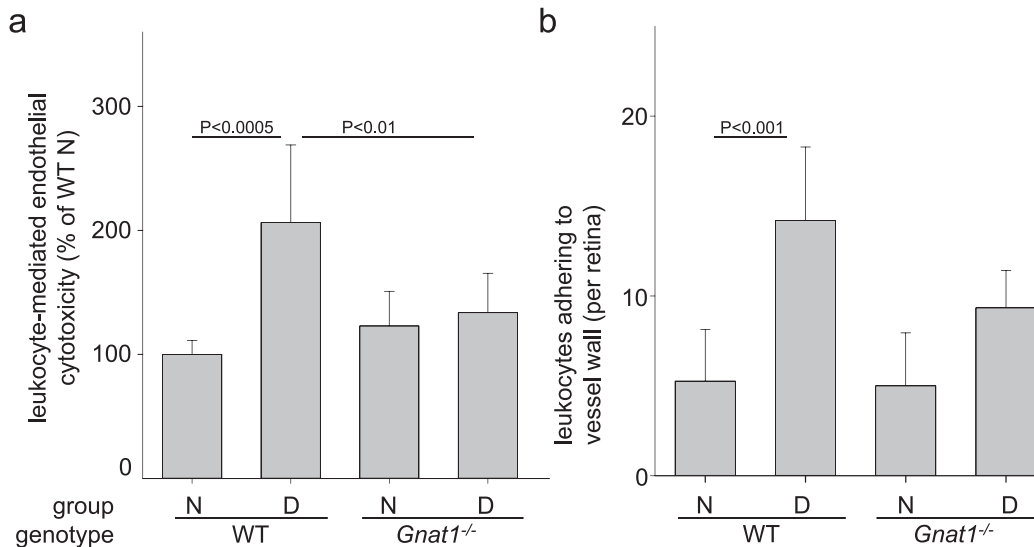 a
leukocyte-mediated endothelial
cytotoxicity (% of WT N)
300
200
100
0
P<0.0005
P<0.01
group
N
D
N
D
genotype
WT
Gnat1-/-
b
leukocytes adhering to
vessel wall (per retina)
20
10
0
P<0.001
N
D
N
D
WT
Gnat1-/-